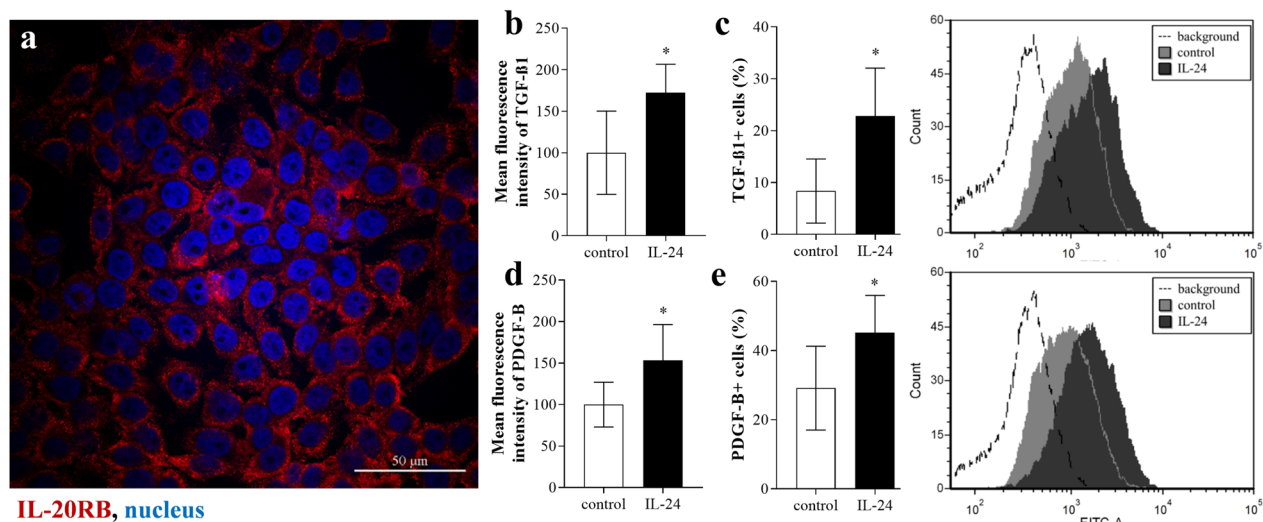 a
50 µm
IL-20RB, nucleus
b
Mean fluorescence
intensity of TGF-ß1
250
200
150
100
50
0
*
control
IL-24
c
TGF-ß1+ cells (%)
40
30
20
10
0
*
control
IL-24
Count
60
45
30
15
0
10²
10³
10⁴
10⁵
background
control
IL-24
d
Mean fluorescence
intensity of PDGF-B
250
200
150
100
50
0
*
control
IL-24
e
PDGF-B+ cells (%)
60
40
20
0
*
control
IL-24
Count
60
45
30
15
0
10²
10³
10⁴
10⁵
background
control
IL-24